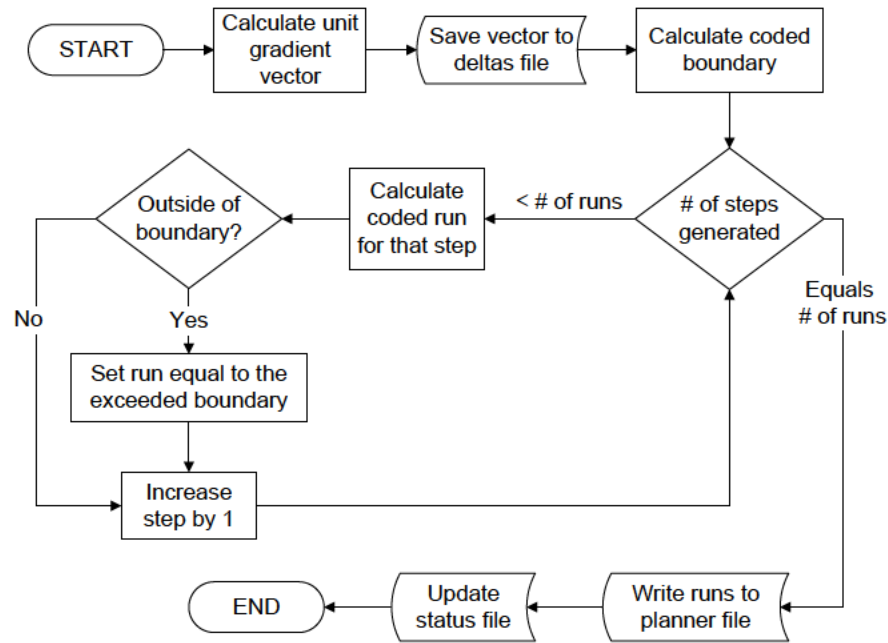 START
Calculate unit
gradient
vector
Save vector to
deltas file
Calculate coded
boundary
Outside of
boundary?
Calculate
coded run
for that step
< # of runs
# of steps
generated
No
Yes
Equals
# of runs
Set run equal to the
exceeded boundary
Increase
step by 1
END
Update
status file
Write runs to
planner file